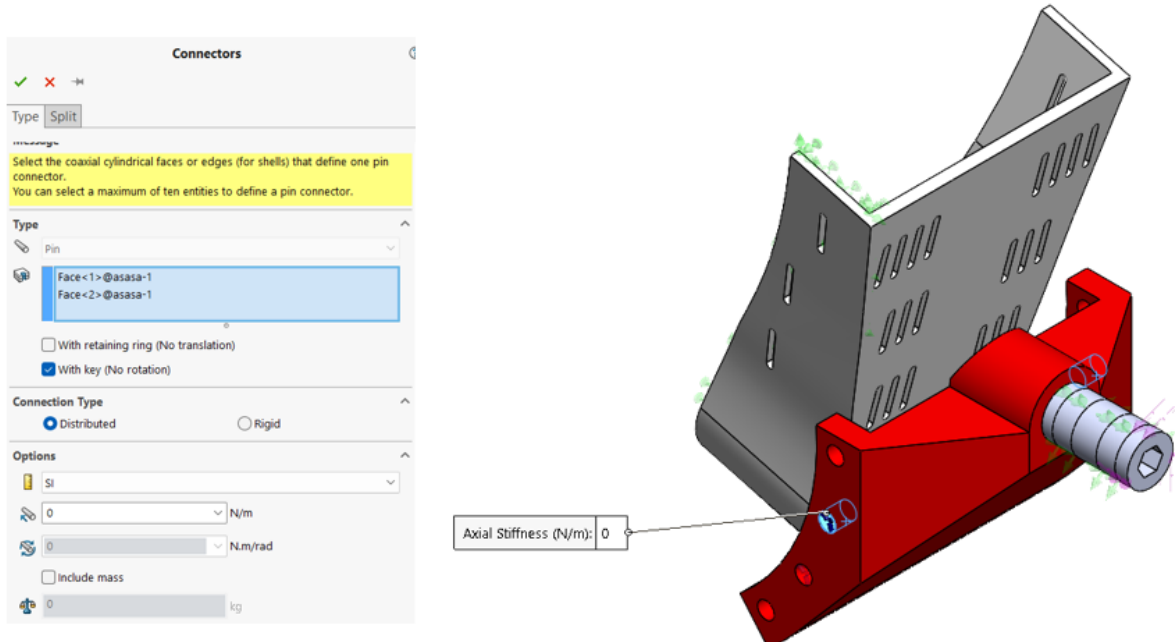 Connectors
Type
Split
Message
Select the coaxial cylindrical faces or edges (for shells) that define one pin
connector.
You can select a maximum of ten entities to define a pin connector.
Type
Pin
Face<1>@asasa-1
Face<2>@asasa-1
With retaining ring (No translation)
With key (No rotation)
Connection Type
Distributed
Rigid
Options
SI
0
N/m
0
N.m/rad
Include mass
0
kg
Axial Stiffness (N/m): 0